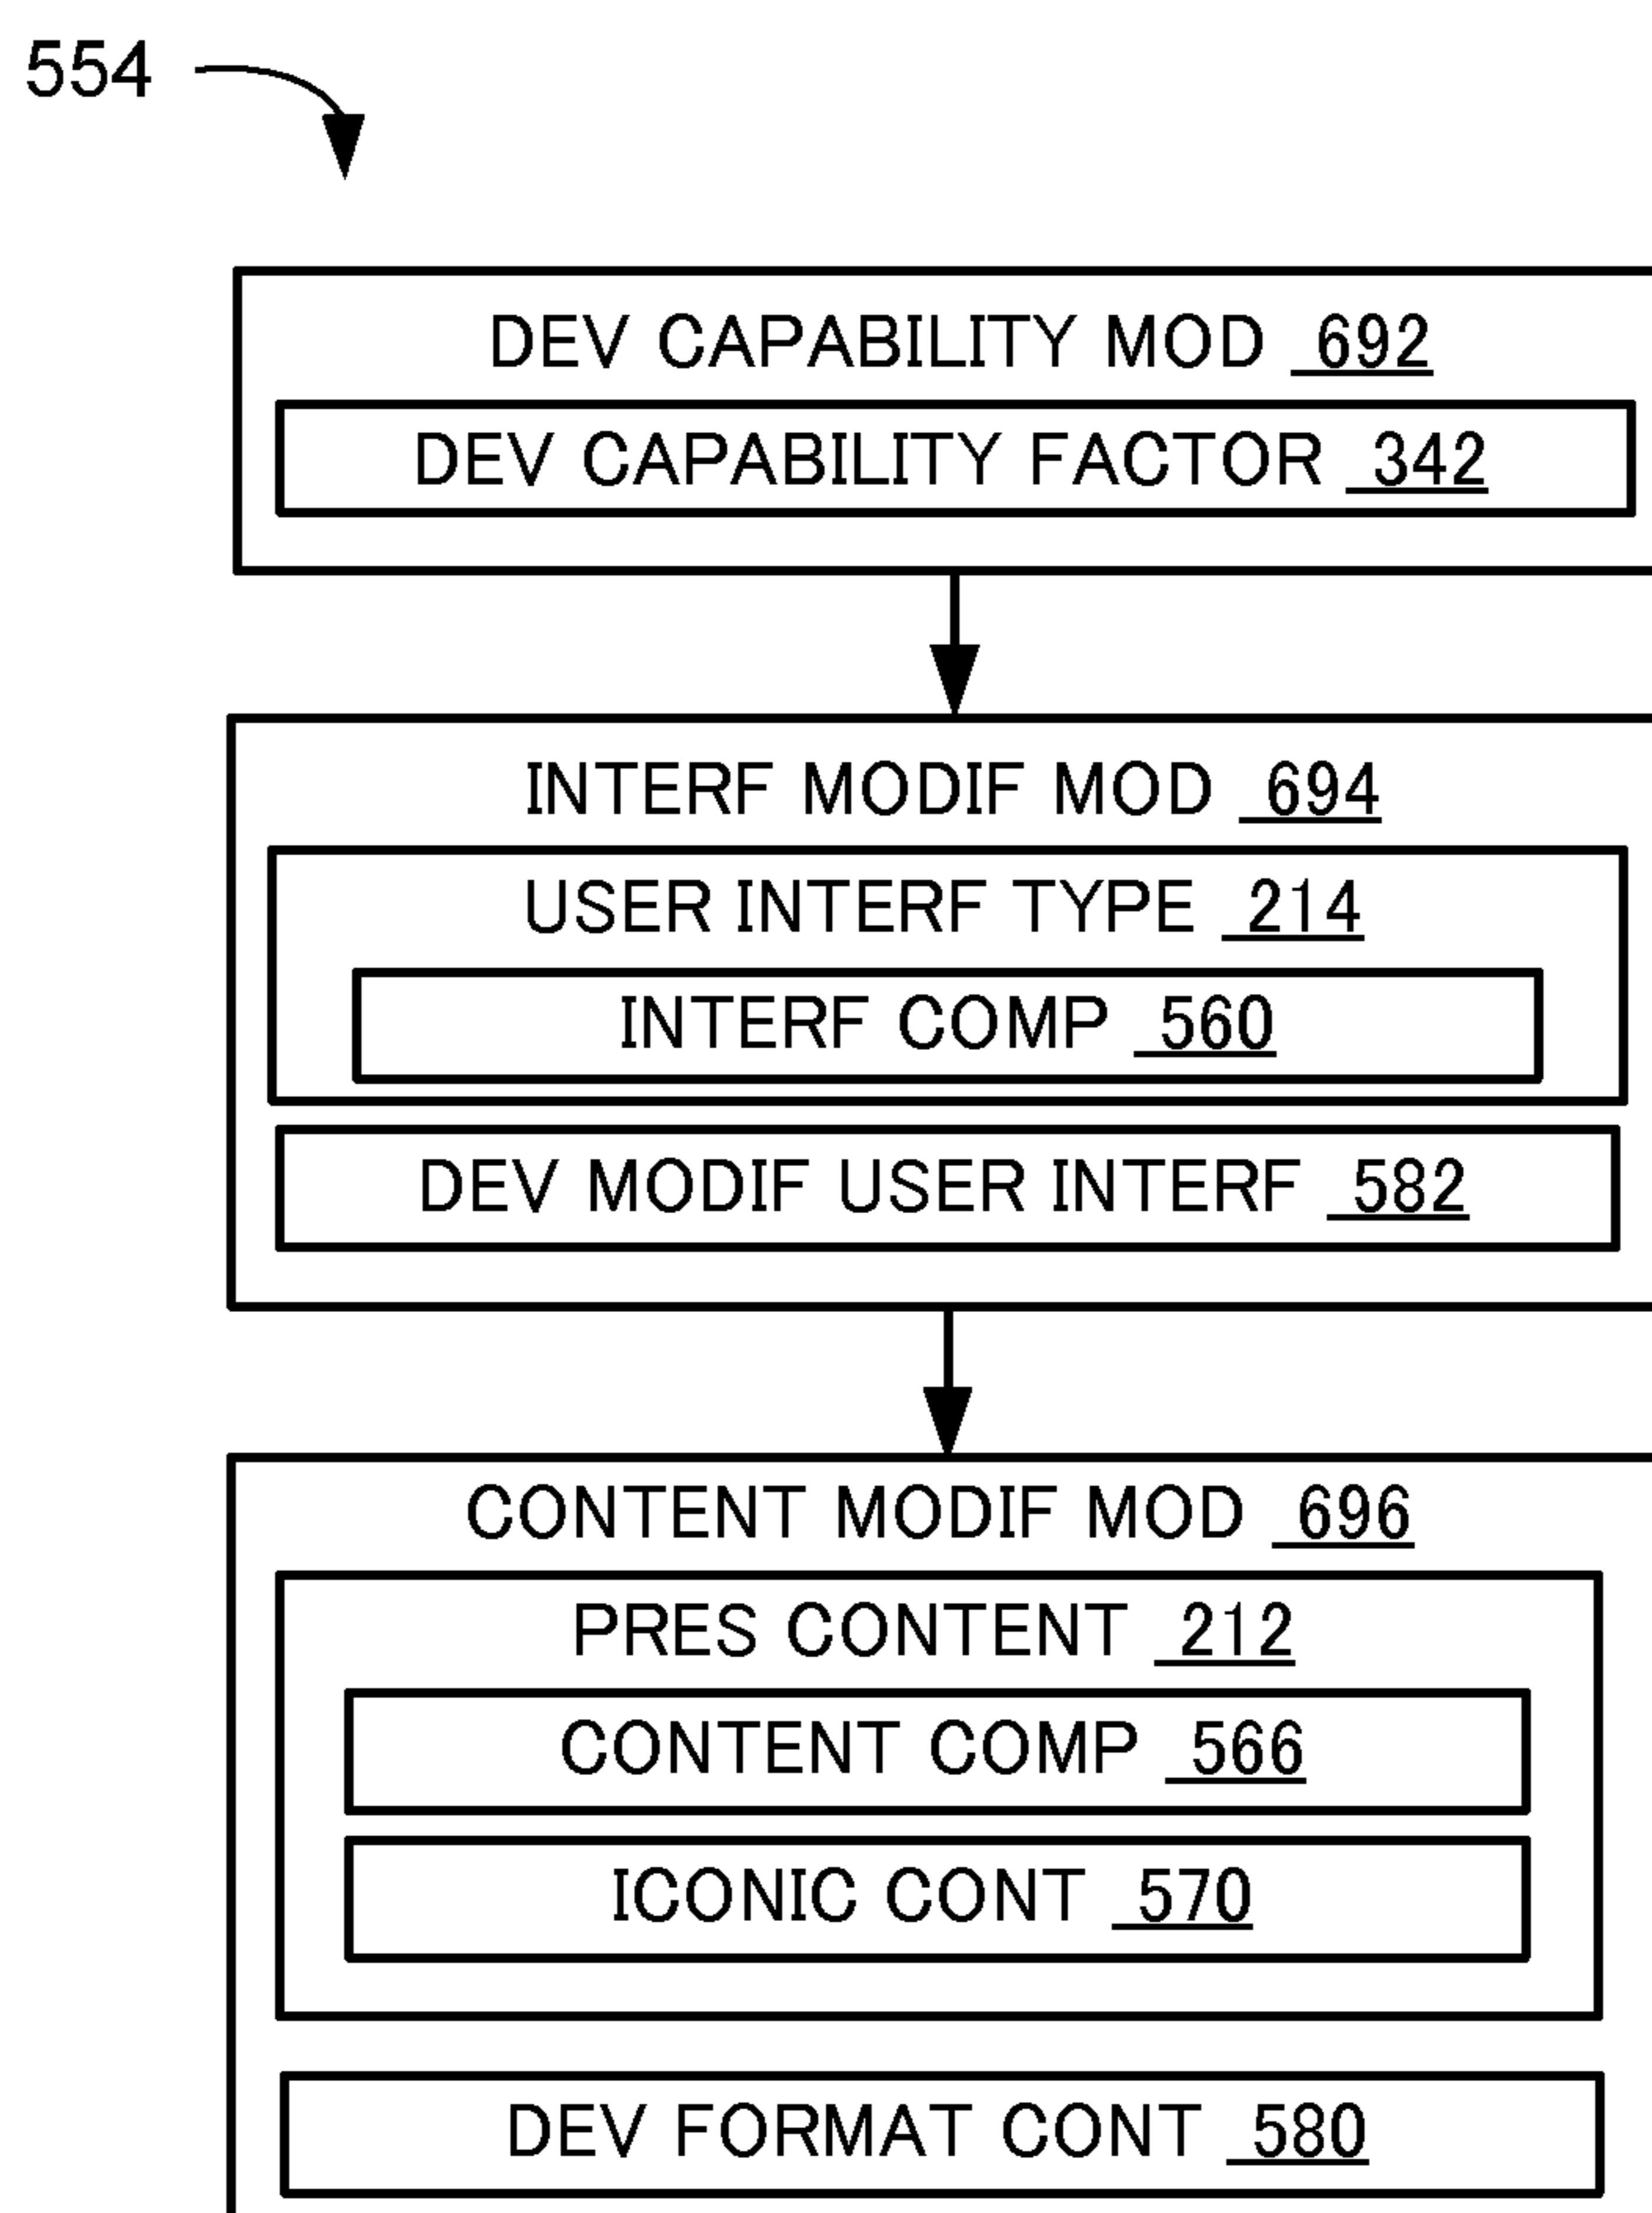 554
DEV CAPABILITY MOD 692
DEV CAPABILITY FACTOR 342
INTERF MODIF MOD 694
USER INTERF TYPE 214
INTERF COMP 560
DEV MODIF USER INTERF 582
CONTENT MODIF MOD 696
PRES CONTENT 212
CONTENT COMP 566
ICONIC CONT 570
DEV FORMAT CONT 580